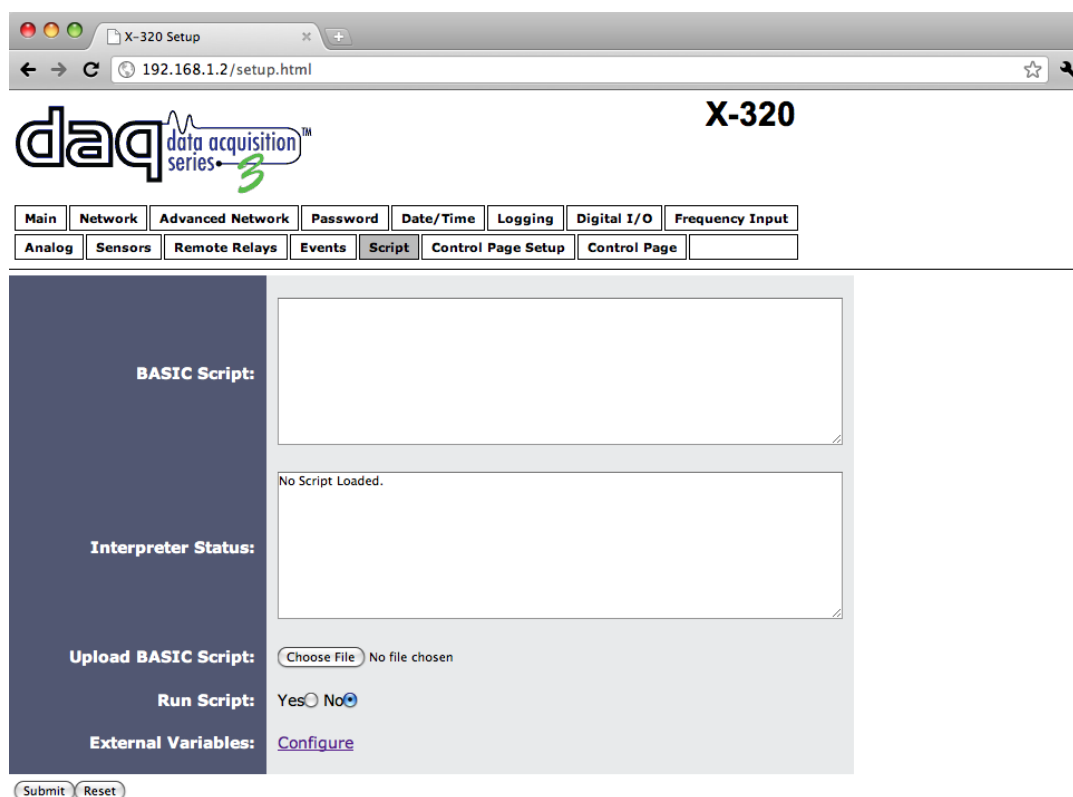 X-320 Setup
192.168.1.2/setup.html
daq data acquisition™
series 3
X-320
Main Network Advanced Network Password Date/Time Logging Digital I/O Frequency Input
Analog Sensors Remote Relays Events Script Control Page Setup Control Page
BASIC Script:
Interpreter Status:
No Script Loaded.
Upload BASIC Script: Choose File No file chosen
Run Script: Yes No
External Variables: Configure
Submit Reset